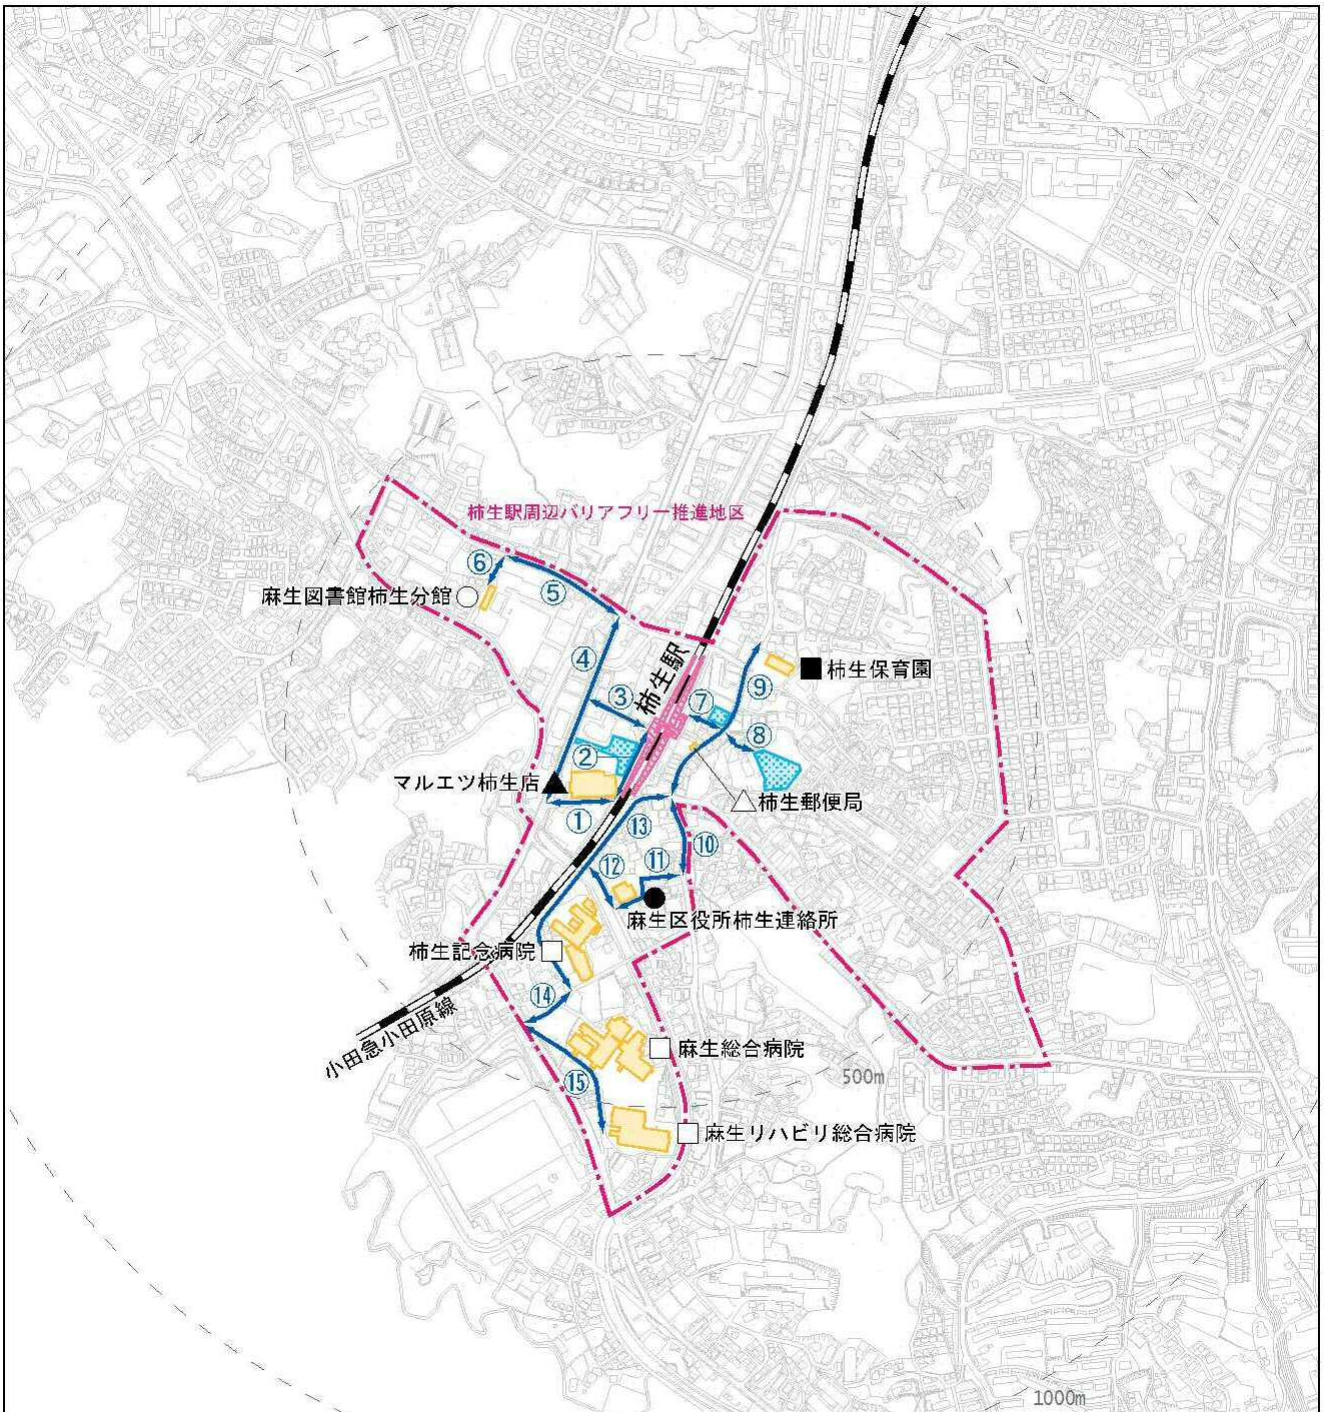 柿生駅周辺バリアフリー推進地区
⑥
⑤
麻生図書館柿生分館
④
柿生駅
柿生保育園
⑨
③
⑦
⑧
②
マルエツ柿生店
柿生郵便局
①
⑬
⑩
⑫
⑪
麻生区役所柿生連絡所
柿生記念病院
⑭
小田急小田原線
麻生総合病院
500m
⑮
麻生リハビリ総合病院
1000m